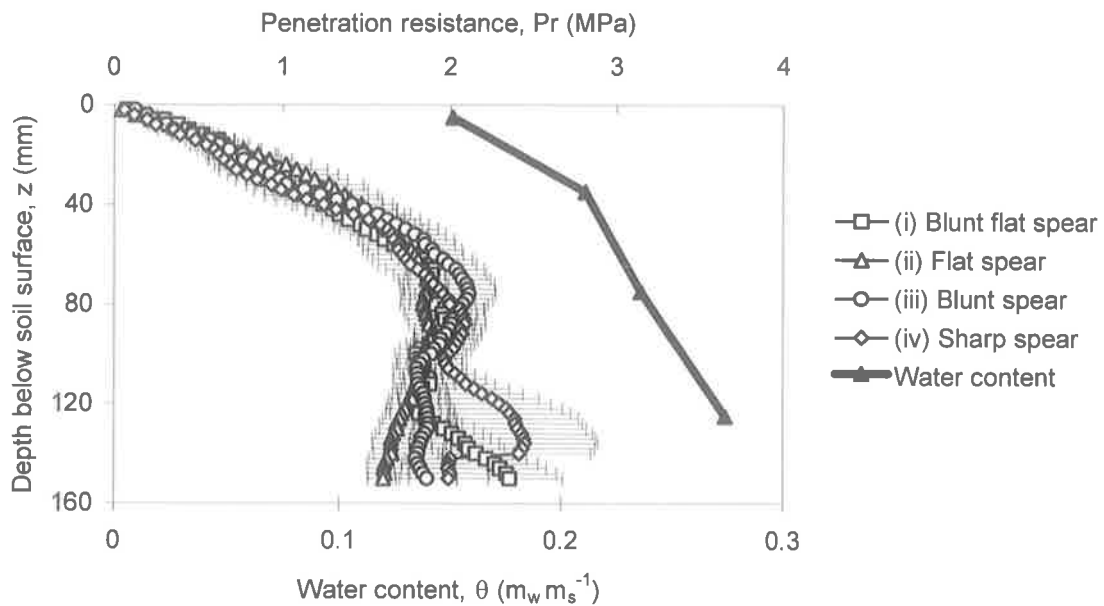 Penetration resistance, Pr (MPa)
0 1 2 3 4
Depth below soil surface, z (mm)
0
40
80
120
160
(i) Blunt flat spear
(ii) Flat spear
(iii) Blunt spear
(iv) Sharp spear
Water content
0 0.1 0.2 0.3
Water content, θ (m_w m_s⁻¹)